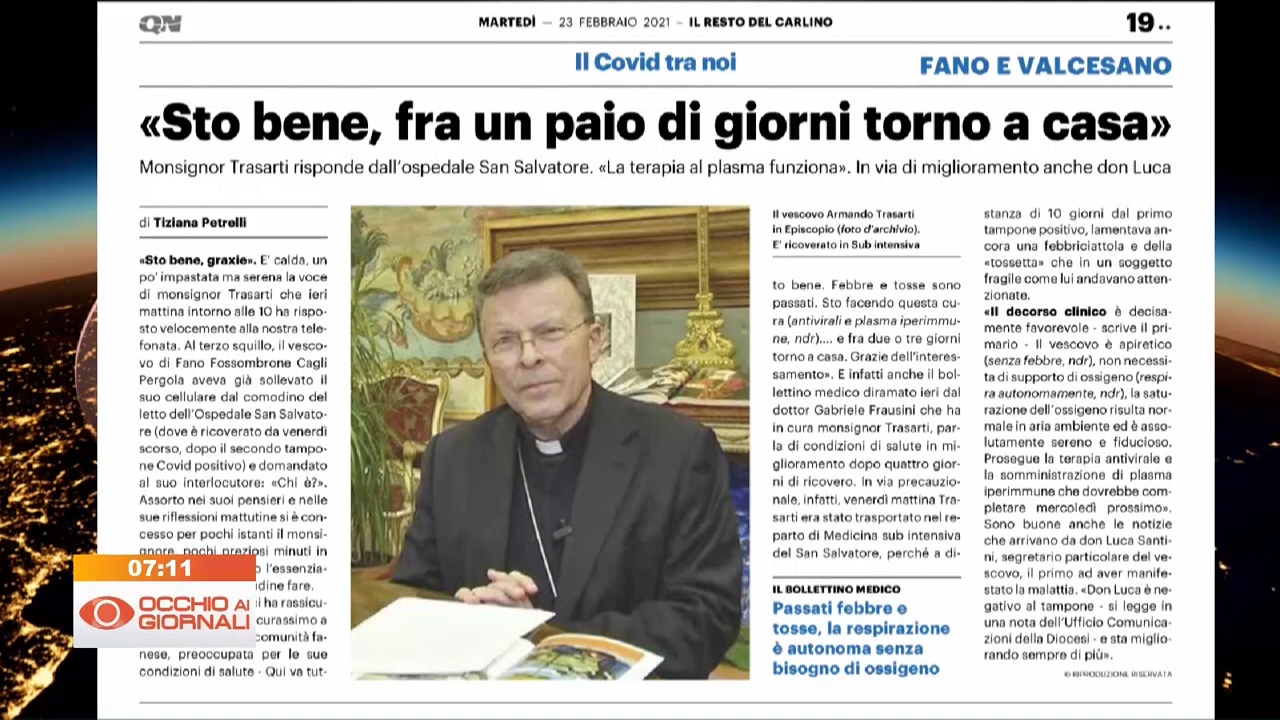 QN
MARTEDÌ — 23 FEBBRAIO 2021 – IL RESTO DEL CARLINO
19 ..
Il Covid tra noi
FANO E VALCESANO
«Sto bene, fra un paio di giorni torno a casa»
Monsignor Trasarti risponde dall'ospedale San Salvatore. «La terapia al plasma funziona». In via di miglioramento anche don Luca
di Tiziana Petrelli
«Sto bene, graxie». E' calda, un
po' impastata ma serena la voce
di monsignor Trasarti che ieri
mattina intorno alle 10 ha rispo-
sto velocemente alla nostra tele-
fonata. Al terzo squillo, il vesco-
vo di Fano Fossombrone Cagli
Pergola aveva già sollevato il
suo cellulare dal comodino del
letto dell'Ospedale San Salvato-
re (dove è ricoverato da venerdì
scorso, dopo il secondo tampo-
ne Covid positivo) e domandato
al suo interlocutore: «Chi è?».
Assorto nei suoi pensieri e nelle
sue riflessioni mattutine si è con-
cesso per pochi istanti il monsi-
gnore, pochi preziosi minuti in
o l'essenzia-
udine fare.
ci ha rassicu-
curassimo a
comunità fa-
nese, preoccupata per le sue
condizioni di salute - Qui va tut-
Il vescovo Armando Trasarti
in Episcopio (foto d'archivio).
E' ricoverato in Sub intensiva
to bene. Febbre e tosse sono
passati. Sto facendo questa cu-
ra (antivirali e plasma iperimmu-
ne, ndr).... e fra due o tre giorni
torno a casa. Grazie dell'interes-
samento». E infatti anche il bol-
lettino medico diramato ieri dal
dottor Gabriele Frausini che ha
in cura monsignor Trasarti, par-
la di condizioni di salute in mi-
glioramento dopo quattro gior-
ni di ricovero. In via precauzio-
nale, infatti, venerdì mattina Tra-
sarti era stato trasportato nel re-
parto di Medicina sub intensiva
del San Salvatore, perché a di-
IL BOLLETTINO MEDICO
Passati febbre e
tosse, la respirazione
è autonoma senza
bisogno di ossigeno
stanza di 10 giorni dal primo
tampone positivo, lamentava an-
cora una febbriciattola e della
«tossetta» che in un soggetto
fragile come lui andavano atten-
zionate.
«Il decorso clinico è decisa-
mente favorevole - scrive il pri-
mario - Il vescovo è apiretico
(senza febbre, ndr), non necessi-
ta di supporto di ossigeno (respi-
ra autonomamente, ndr), la satu-
razione dell'ossigeno risulta nor-
male in aria ambiente ed è asso-
lutamente sereno e fiducioso.
Prosegue la terapia antivirale e
la somministrazione di plasma
iperimmune che dovrebbe com-
pletare mercoledì prossimo».
Sono buone anche le notizie
che arrivano da don Luca Santi-
ni, segretario particolare del ve-
scovo, il primo ad aver manife-
stato la malattia. «Don Luca è ne-
gativo al tampone - si legge in
una nota dell'Ufficio Comunica-
zioni della Diocesi - e sta miglio-
rando sempre di più».
© RIPRODUZIONE RISERVATA
07:11
OCCHIO AI
GIORNALI